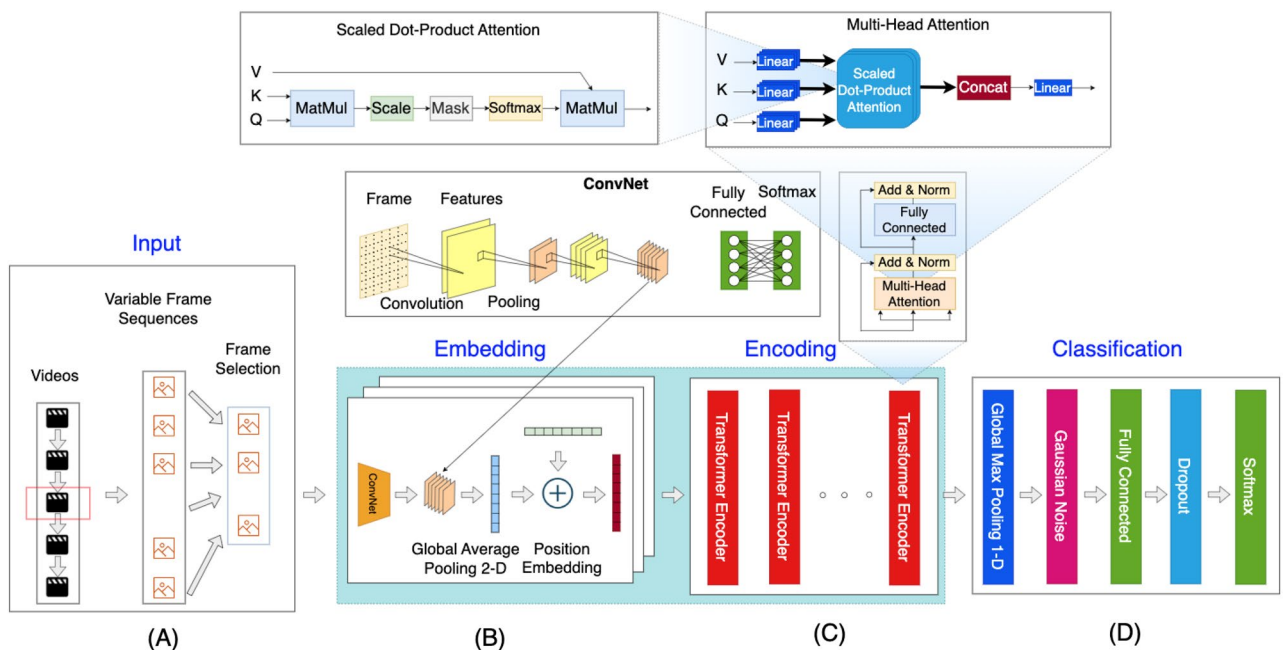 Scaled Dot-Product Attention
V
K
Q
MatMul
Scale
Mask
Softmax
MatMul
Multi-Head Attention
V
K
Q
Linear
Linear
Linear
Scaled
Dot-Product
Attention
Concat
Linear
ConvNet
Frame
Features
Fully
Connected
Softmax
Convolution
Pooling
Add & Norm
Fully
Connected
Add & Norm
Multi-Head
Attention
Input
Variable Frame
Sequences
Frame
Selection
Videos
(A)
Embedding
ConvNet
Global Average
Pooling 2-D
Position
Embedding
(B)
Encoding
Transformer Encoder
Transformer Encoder
Transformer Encoder
(C)
Classification
Global Max Pooling 1-D
Gaussian Noise
Fully Connected
Dropout
Softmax
(D)